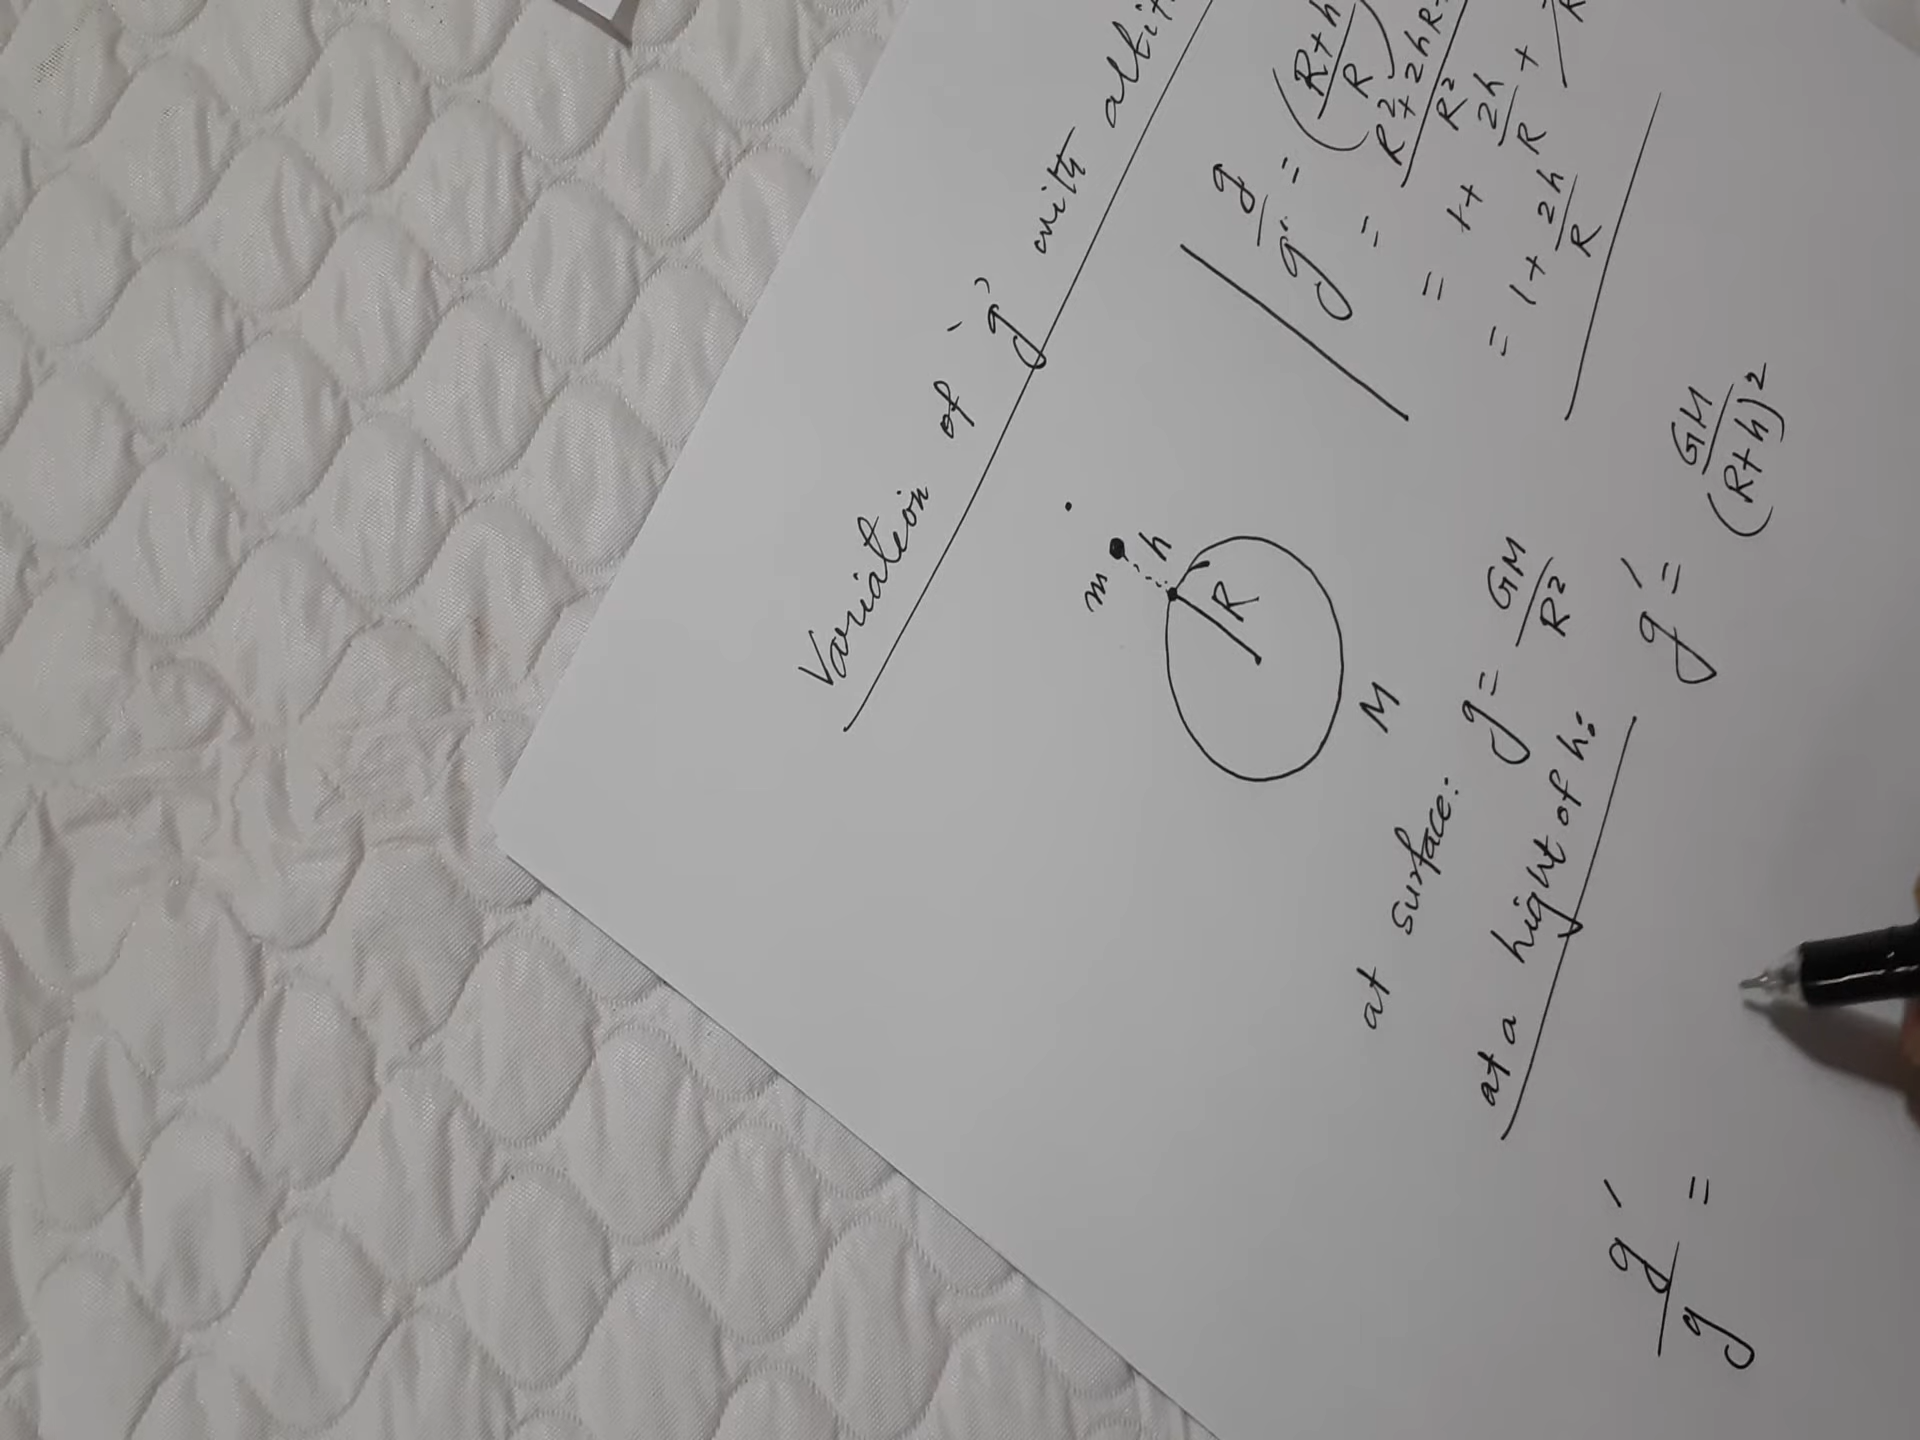 Variation of 'g' with altit
m
h
R
M
at surface: g = GM/R²
at a hight of h: g' = GM/(R+h)²
g'/g =
g/g' = (R+h/R)
= R²+2hR+/R²
= 1+ 2h/R +
= 1+ 2h/R